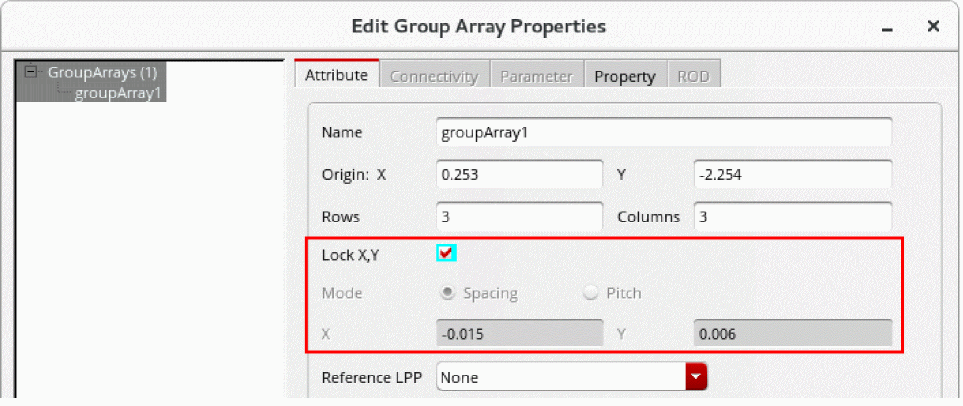 Edit Group Array Properties
GroupArrays (1)
groupArray1
Attribute Connectivity Parameter Property ROD
Name groupArray1
Origin: X 0.253 Y -2.254
Rows 3 Columns 3
Lock X,Y
Mode Spacing Pitch
X -0.015 Y 0.006
Reference LPP None